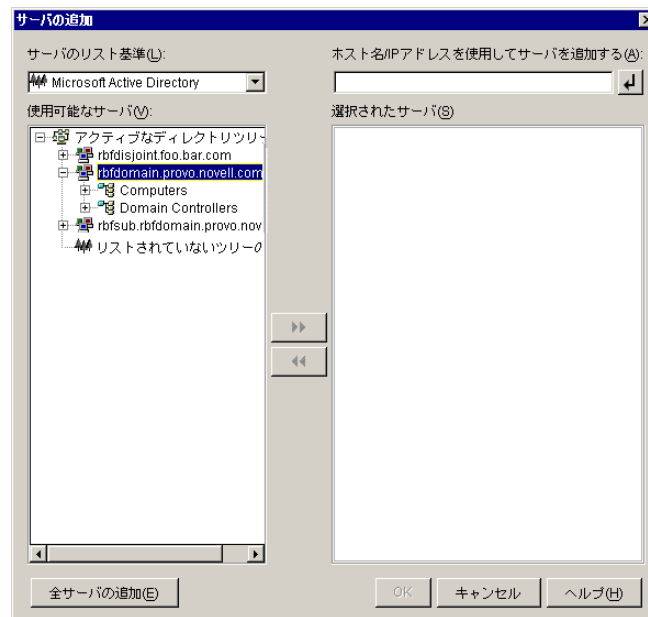 サーバの追加
サーバのリスト基準(L):
Microsoft Active Directory
使用可能なサーバ(V):
アクティブなディレクトリツリー
rbfdisjoint.foo.bar.com
rbfdomain.provo.novell.com
Computers
Domain Controllers
rbfsub.rbfdomain.provo.nov
リストされていないツリーの
ホスト名/IPアドレスを使用してサーバを追加する(A):
選択されたサーバ(S)
全サーバの追加(E)
OK
キャンセル
ヘルプ(H)